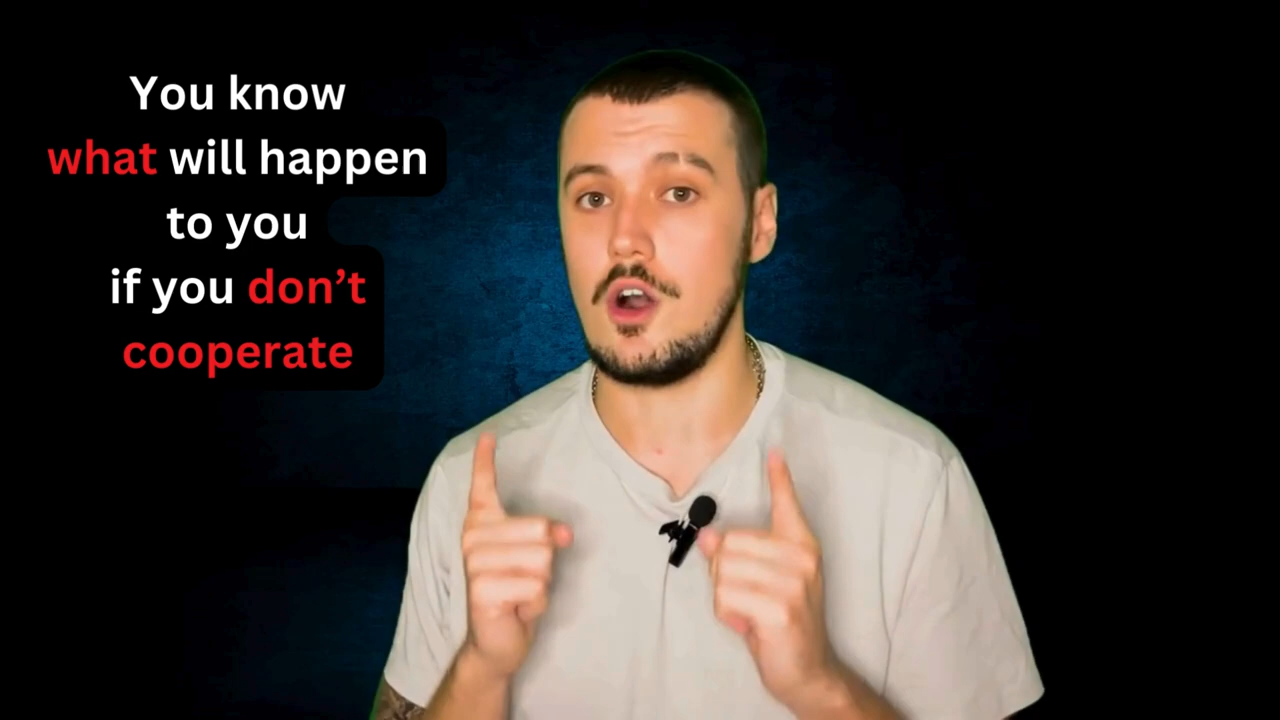 You know
what will happen
to you
if you don’t
cooperate